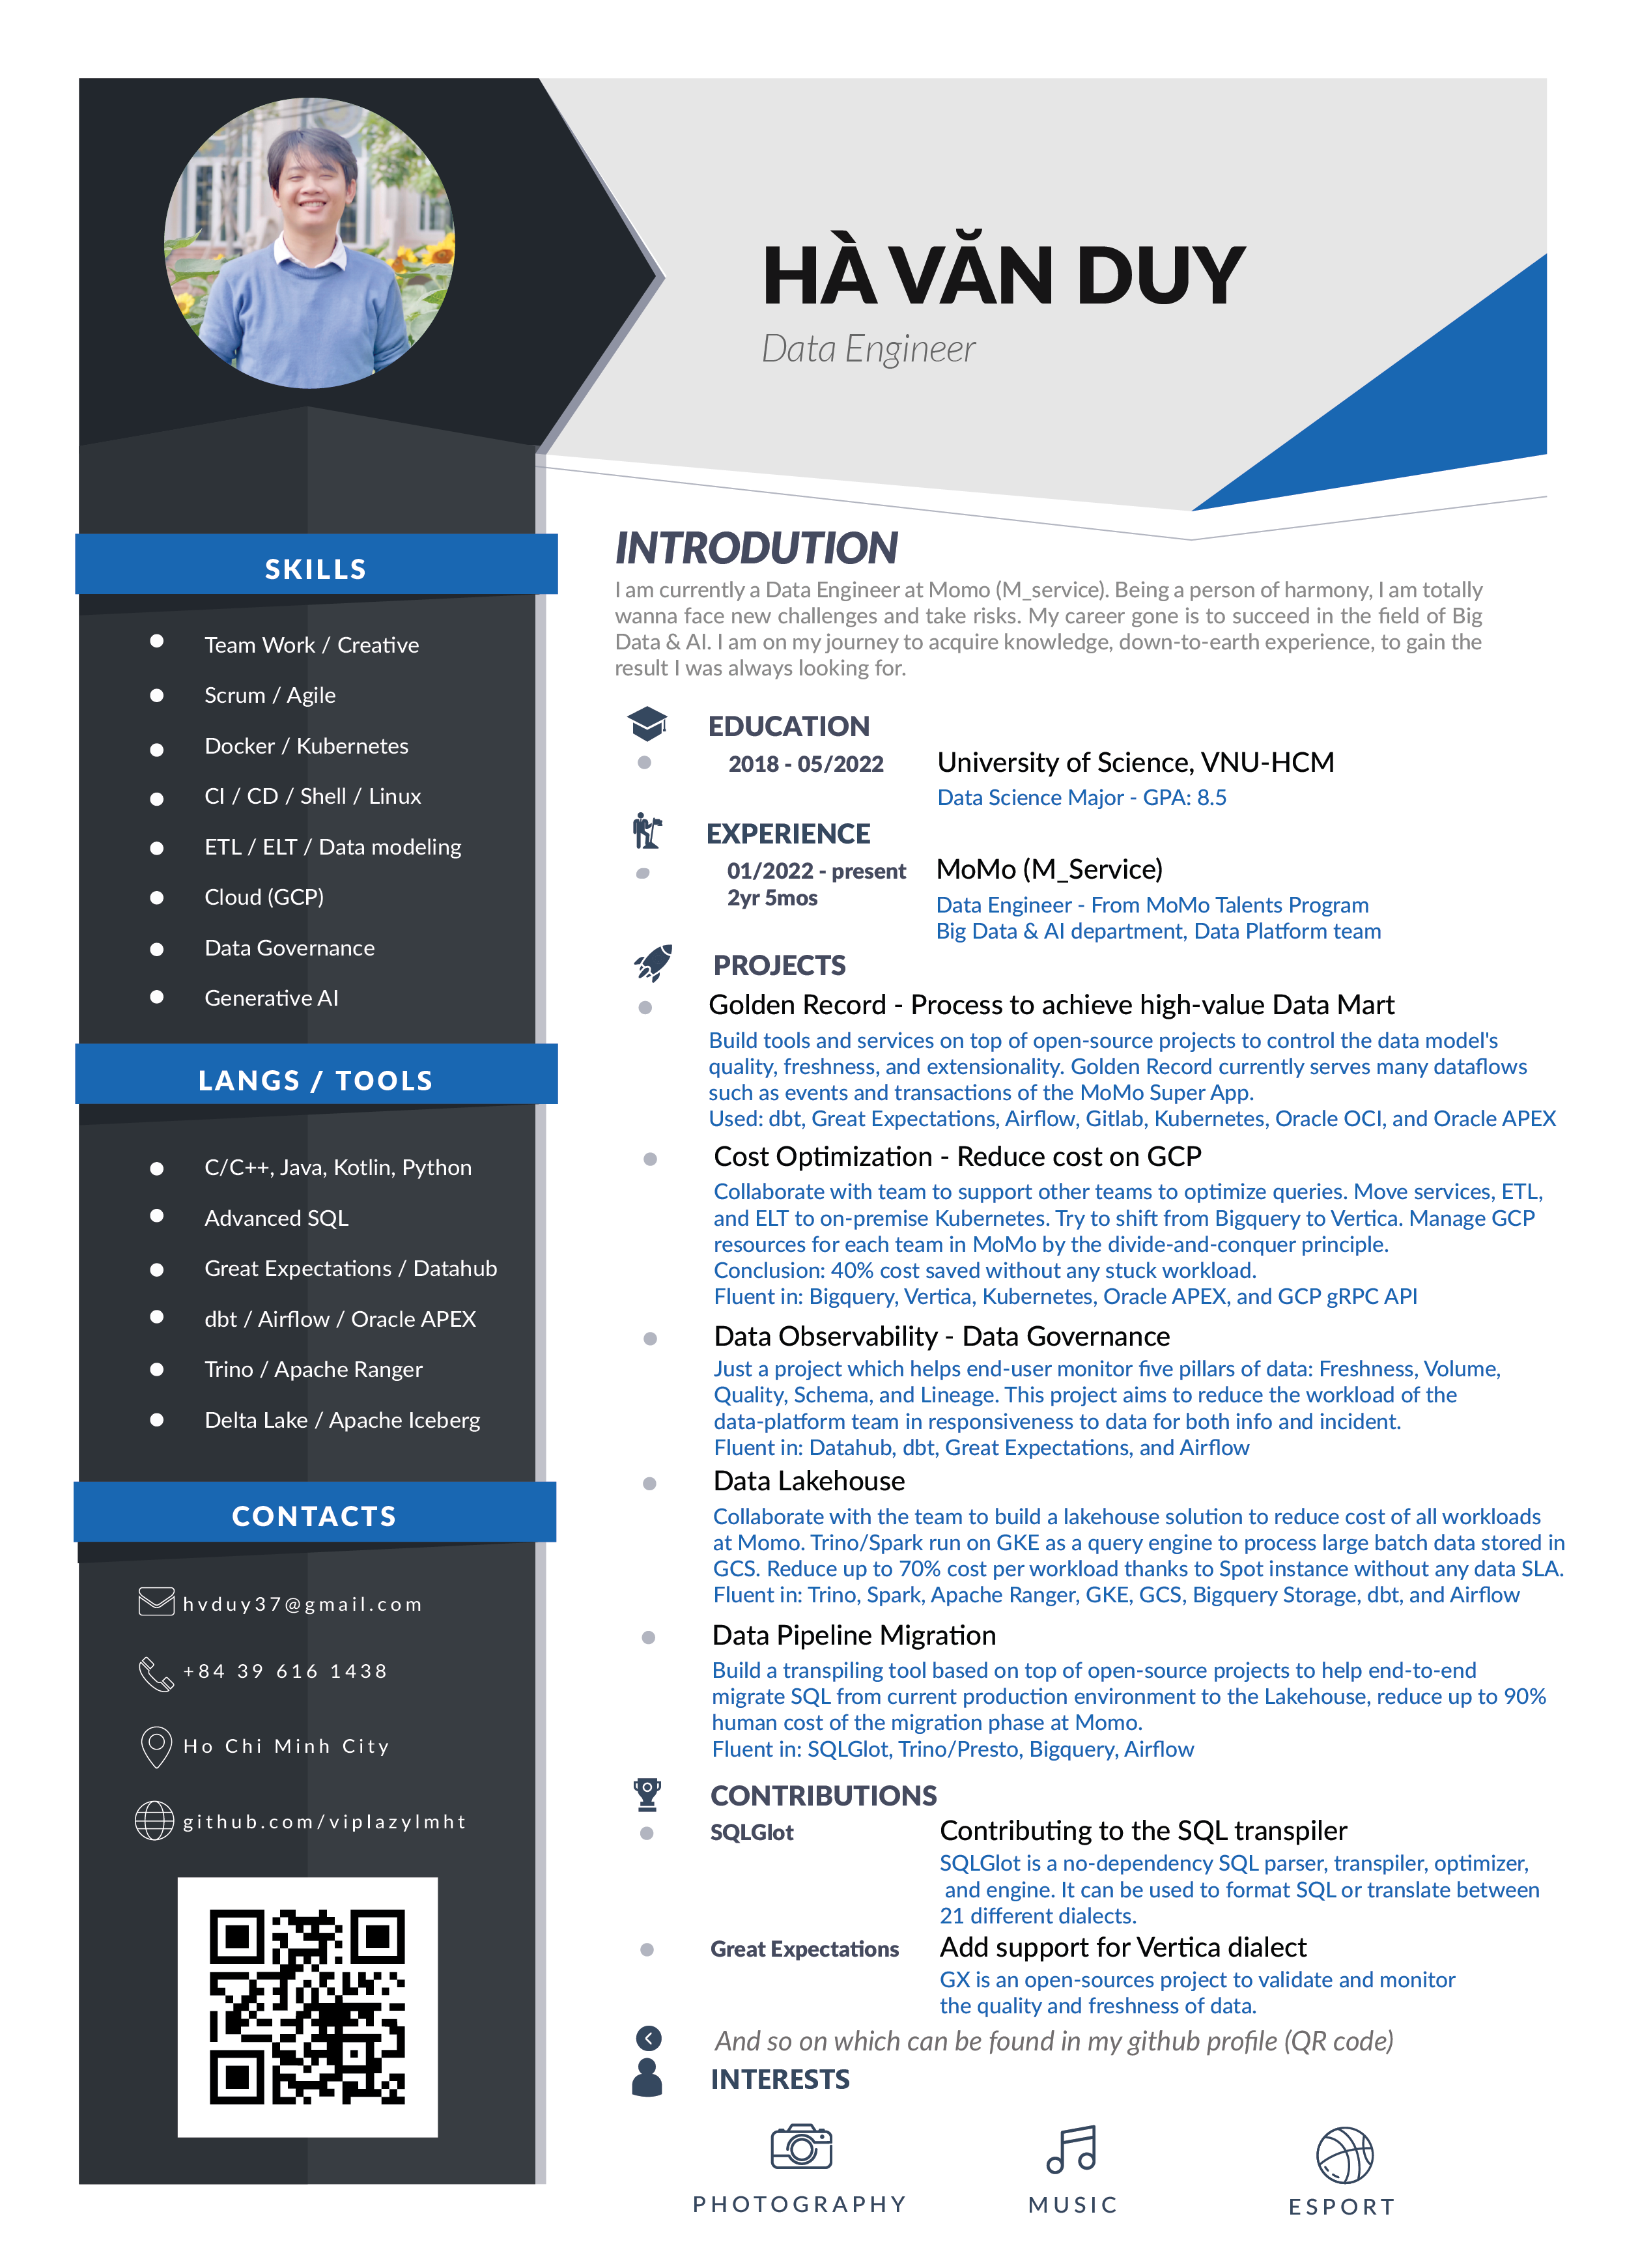 HÀ VĂN DUY
Data Engineer
SKILLS
Team Work / Creative
Scrum / Agile
Docker / Kubernetes
CI / CD / Shell / Linux
ETL / ELT / Data modeling
Cloud (GCP)
Data Governance
Generative AI
LANGS / TOOLS
C/C++, Java, Kotlin, Python
Advanced SQL
Great Expectations / Datahub
dbt / Airflow / Oracle APEX
Trino / Apache Ranger
Delta Lake / Apache Iceberg
CONTACTS
hvduy37@gmail.com
+84 39 616 1438
Ho Chi Minh City
github.com/viplazylmht
INTRODUTION
I am currently a Data Engineer at Momo (M_service). Being a person of harmony, I am totally
wanna face new challenges and take risks. My career gone is to succeed in the field of Big
Data & AI. I am on my journey to acquire knowledge, down-to-earth experience, to gain the
result I was always looking for.
EDUCATION
2018 - 05/2022
University of Science, VNU-HCM
Data Science Major - GPA: 8.5
EXPERIENCE
01/2022 - present
2yr 5mos
MoMo (M_Service)
Data Engineer - From MoMo Talents Program
Big Data & AI department, Data Platform team
PROJECTS
Golden Record - Process to achieve high-value Data Mart
Build tools and services on top of open-source projects to control the data model's
quality, freshness, and extensionality. Golden Record currently serves many dataflows
such as events and transactions of the MoMo Super App.
Used: dbt, Great Expectations, Airflow, Gitlab, Kubernetes, Oracle OCI, and Oracle APEX
Cost Optimization - Reduce cost on GCP
Collaborate with team to support other teams to optimize queries. Move services, ETL,
and ELT to on-premise Kubernetes. Try to shift from Bigquery to Vertica. Manage GCP
resources for each team in MoMo by the divide-and-conquer principle.
Conclusion: 40% cost saved without any stuck workload.
Fluent in: Bigquery, Vertica, Kubernetes, Oracle APEX, and GCP gRPC API
Data Observability - Data Governance
Just a project which helps end-user monitor five pillars of data: Freshness, Volume,
Quality, Schema, and Lineage. This project aims to reduce the workload of the
data-platform team in responsiveness to data for both info and incident.
Fluent in: Datahub, dbt, Great Expectations, and Airflow
Data Lakehouse
Collaborate with the team to build a lakehouse solution to reduce cost of all workloads
at Momo. Trino/Spark run on GKE as a query engine to process large batch data stored in
GCS. Reduce up to 70% cost per workload thanks to Spot instance without any data SLA.
Fluent in: Trino, Spark, Apache Ranger, GKE, GCS, Bigquery Storage, dbt, and Airflow
Data Pipeline Migration
Build a transpiling tool based on top of open-source projects to help end-to-end
migrate SQL from current production environment to the Lakehouse, reduce up to 90%
human cost of the migration phase at Momo.
Fluent in: SQLGlot, Trino/Presto, Bigquery, Airflow
CONTRIBUTIONS
SQLGlot
Contributing to the SQL transpiler
SQLGlot is a no-dependency SQL parser, transpiler, optimizer,
and engine. It can be used to format SQL or translate between
21 different dialects.
Great Expectations
Add support for Vertica dialect
GX is an open-sources project to validate and monitor
the quality and freshness of data.
And so on which can be found in my github profile (QR code)
INTERESTS
PHOTOGRAPHY
MUSIC
ESPORT